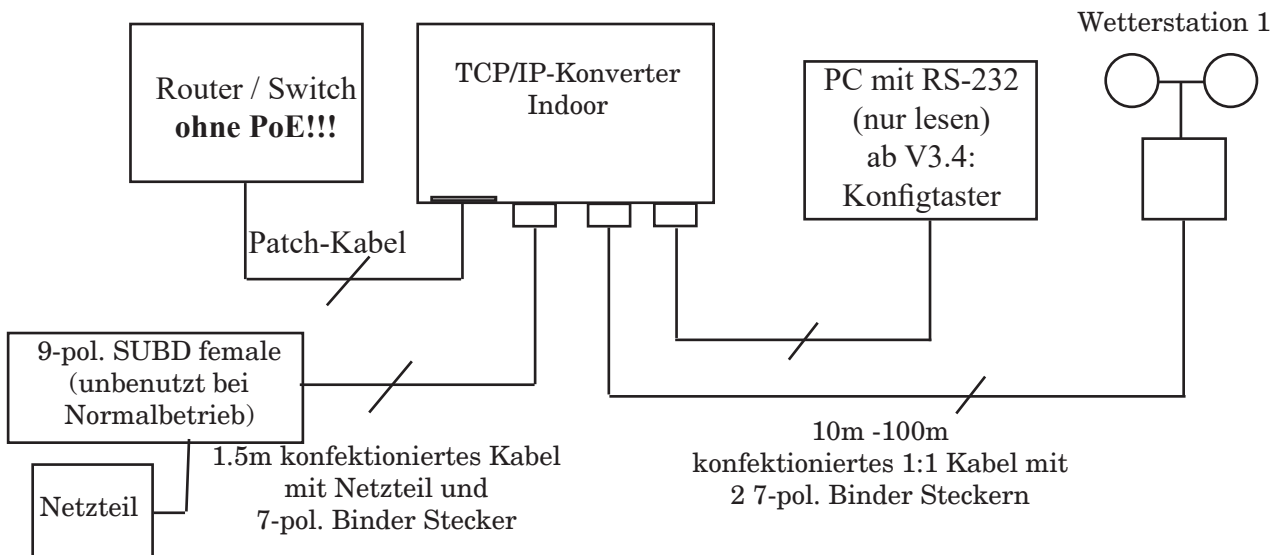 Wetterstation 1
Router / Switch
ohne PoE!!!
TCP/IP-Konverter
Indoor
PC mit RS-232
(nur lesen)
ab V3.4:
Konfigtaster
Patch-Kabel
9-pol. SUBD female
(unbenutzt bei
Normalbetrieb)
Netzteil
1.5m konfektioniertes Kabel
mit Netzteil und
7-pol. Binder Stecker
10m -100m
konfektioniertes 1:1 Kabel mit
2 7-pol. Binder Steckern